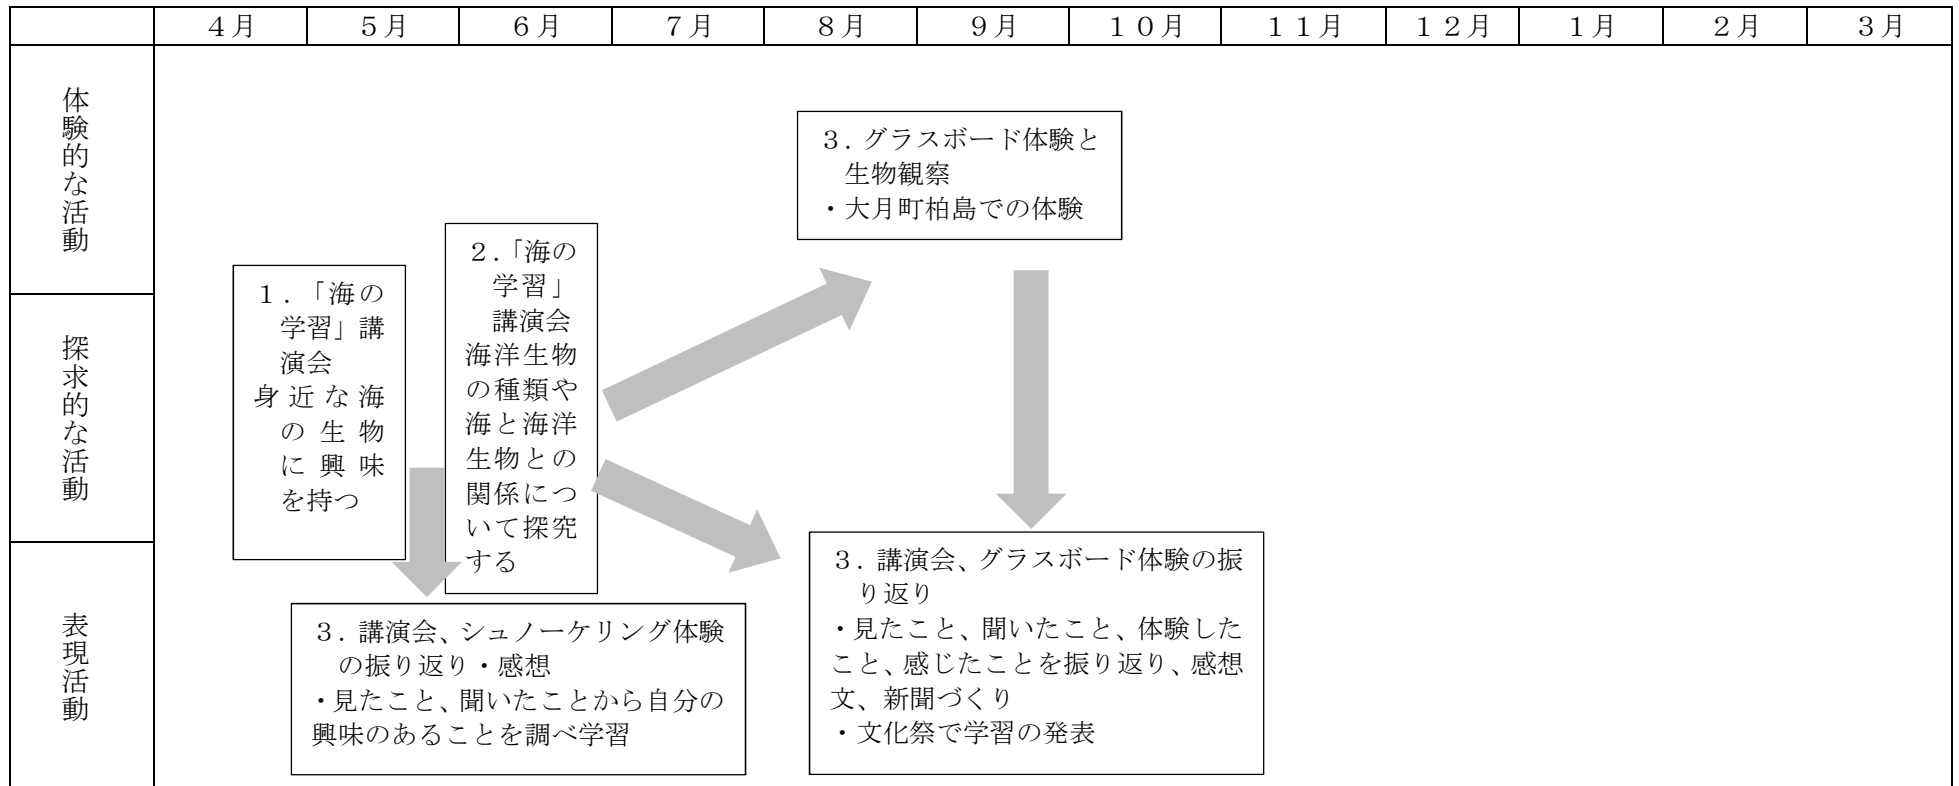 ４月 ５月 ６月 ７月 ８月 ９月 １０月 １１月 １２月 １月 ２月 ３月
体験的な活動
探求的な活動
表現活動
１.「海の
学習」講
演会
身近な海
の生物
に興味
を持つ
２.「海の
学習」
講演会
海洋生物
の種類や
海と海洋
生物との
関係につ
いて探究
する
３. グラスボード体験と
生物観察
・大月町柏島での体験
３. 講演会、シュノーケリング体験
の振り返り・感想
・見たこと、聞いたことから自分の
興味のあることを調べ学習
３. 講演会、グラスボード体験の振
り返り
・見たこと、聞いたこと、体験した
こと、感じたことを振り返り、感想
文、新聞づくり
・文化祭で学習の発表